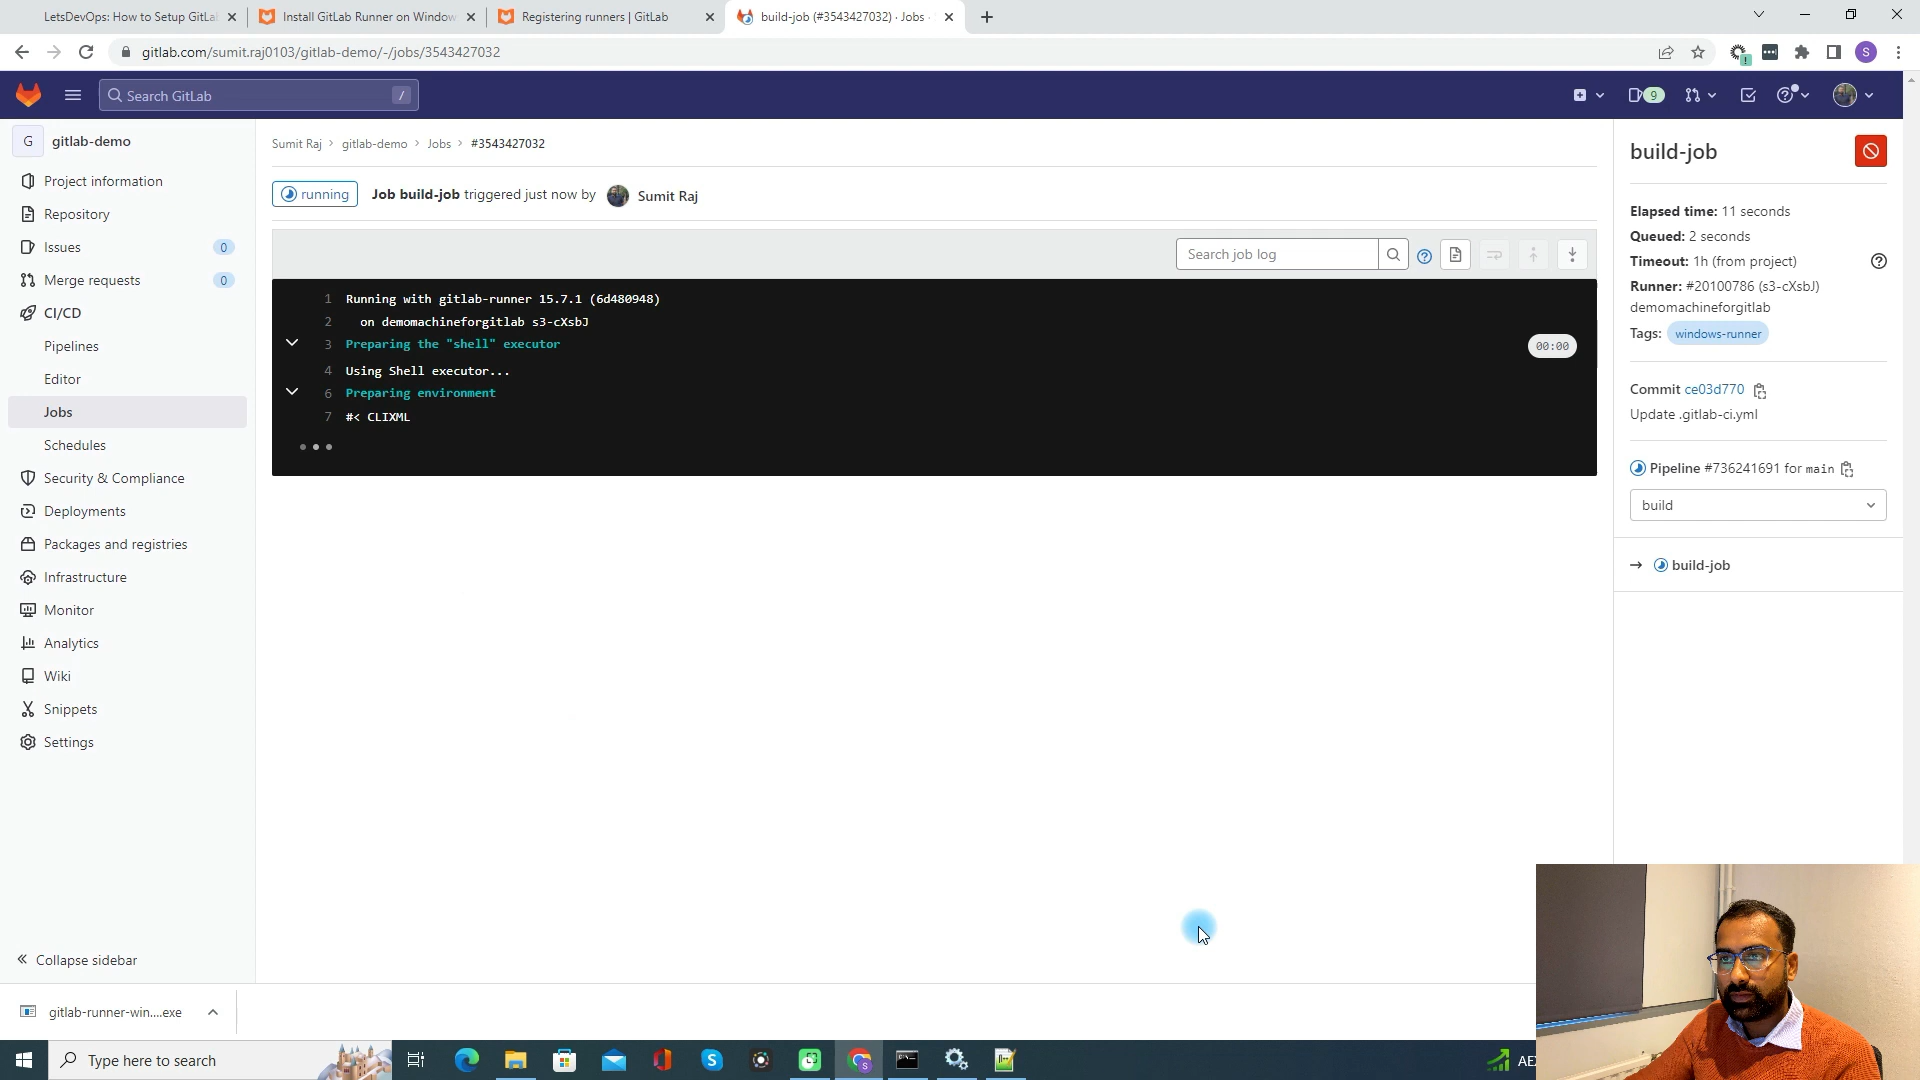 LetsDevOps: How to Setup GitLa
Install GitLab Runner on Window
Registering runners | GitLab
build-job (#3543427032) · Jobs ·
gitlab.com/sumit.raj0103/gitlab-demo/-/jobs/3543427032
S
Search GitLab
/
9
G
gitlab-demo
Project information
Repository
Issues
0
Merge requests
0
CI/CD
Pipelines
Editor
Jobs
Schedules
Security & Compliance
Deployments
Packages and registries
Infrastructure
Monitor
Analytics
Wiki
Snippets
Settings
Collapse sidebar
Sumit Raj › gitlab-demo › Jobs › #3543427032
running
Job build-job triggered just now by Sumit Raj
Search job log
1 Running with gitlab-runner 15.7.1 (6d480948)
2 on demomachineforgitlab s3-cXsbJ
3 Preparing the "shell" executor
00:00
4 Using Shell executor...
6 Preparing environment
7 #< CLIXML
build-job
Elapsed time: 11 seconds
Queued: 2 seconds
Timeout: 1h (from project)
Runner: #20100786 (s3-cXsbJ)
demomachineforgitlab
Tags: windows-runner
Commit ce03d770
Update .gitlab-ci.yml
Pipeline #736241691 for main
build
→ build-job
gitlab-runner-win....exe
Type here to search